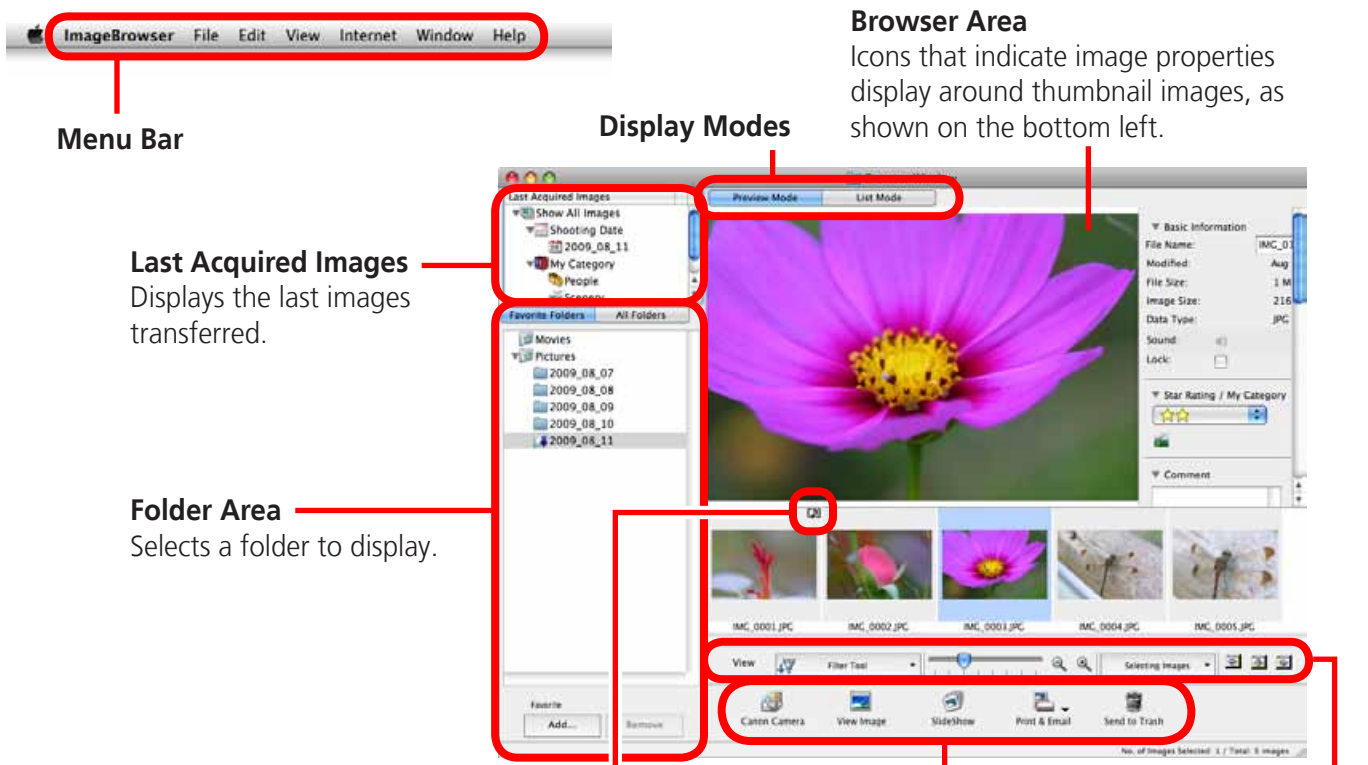 ImageBrowser File Edit View Internet Window Help
Menu Bar
Display Modes
Browser Area
Icons that indicate image properties
display around thumbnail images, as
shown on the bottom left.
Last Acquired Images
Displays the last images
transferred.
Folder Area
Selects a folder to display.
Last Acquired Images
Show All Images
Shooting Date
2009_08_11
My Category
People
Scenery
Favorite Folders All Folders
Movies
Pictures
2009_08_07
2009_08_08
2009_08_09
2009_08_10
2009_08_11
Favorite
Add... Remove
Preview Mode List Mode
Basic Information
File Name: IMG_01
Modified: Aug
File Size: 1 M
Image Size: 216
Data Type: JPG
Sound:
Lock:
Star Rating / My Category
Comment
IMG_0001.JPG IMG_0002.JPG IMG_0003.JPG IMG_0004.JPG IMG_0005.JPG
View Filter Tool Selecting Images
Canon Camera View Image SlideShow Print & Email Send to Trash
No. of Images Selected: 1 / Total: 5 images